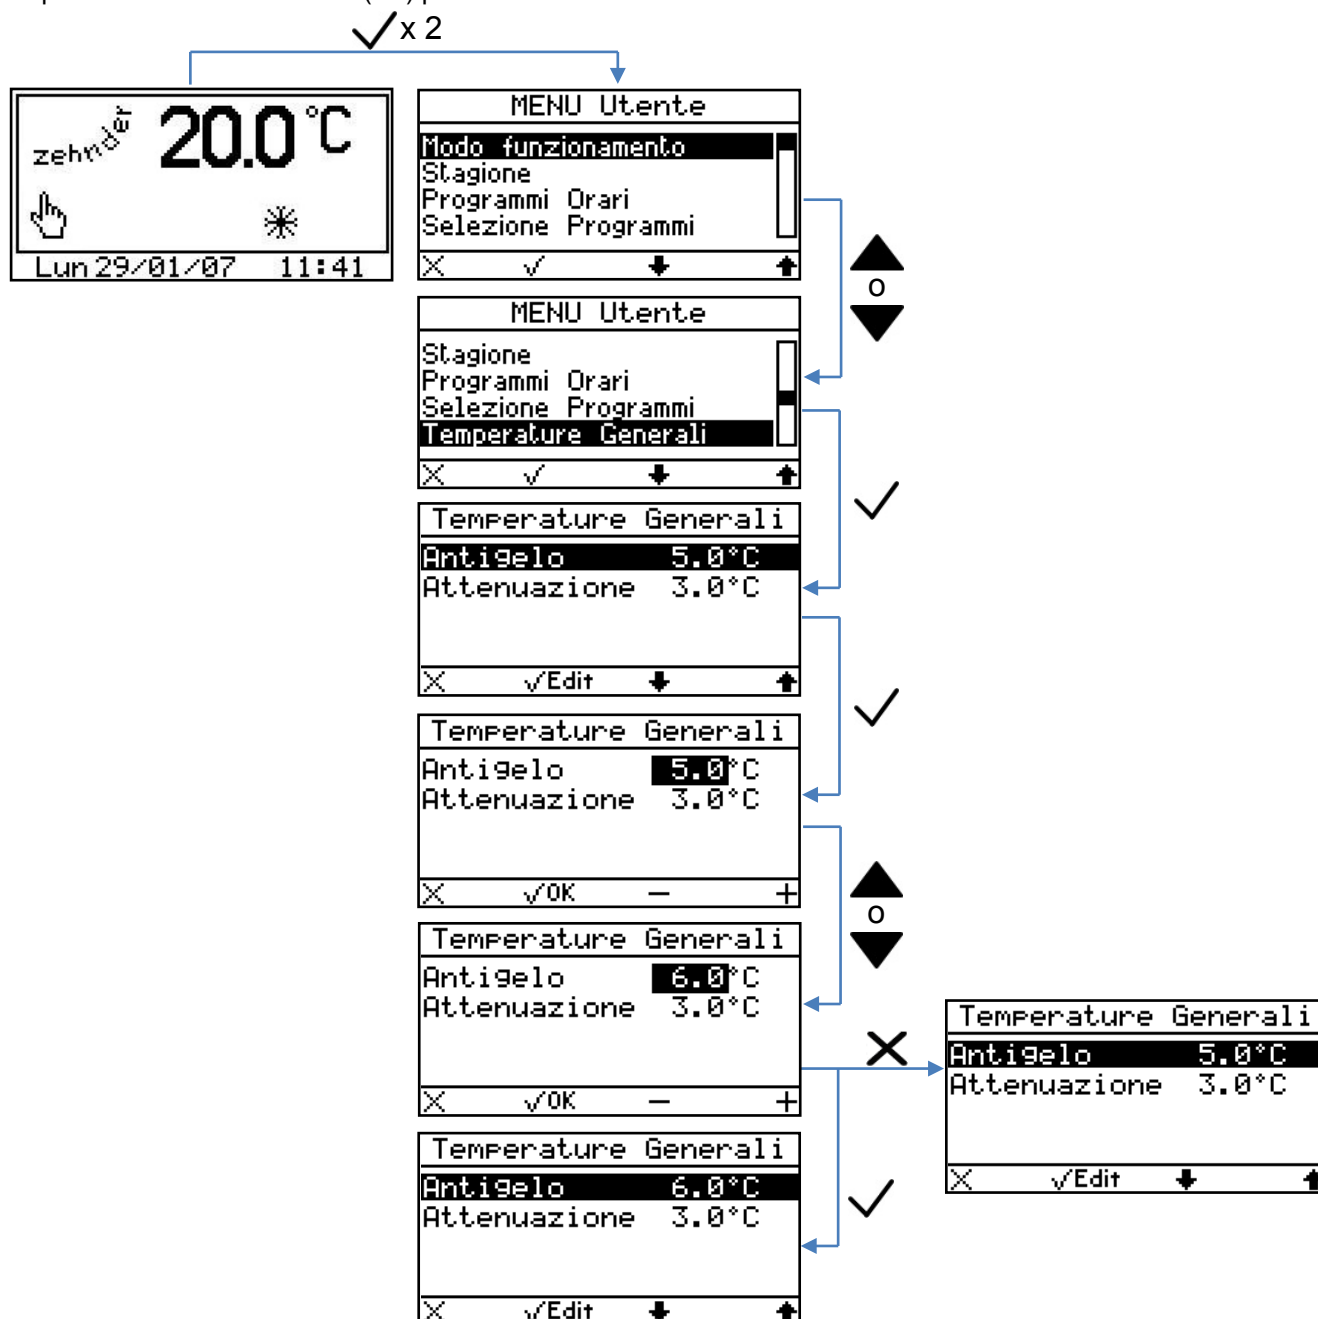 x 2
zehnder
20.0 °C
Lun 29/01/07 11:41
MENU Utente
Modo funzionamento
Stagione
Programmi Orari
Selezione Programmi
o
MENU Utente
Stagione
Programmi Orari
Selezione Programmi
Temperature Generali
Temperature Generali
Antigelo 5.0°C
Attenuazione 3.0°C
√Edit
Temperature Generali
Antigelo 5.0°C
Attenuazione 3.0°C
√OK — +
o
Temperature Generali
Antigelo 6.0°C
Attenuazione 3.0°C
√OK — +
Temperature Generali
Antigelo 5.0°C
Attenuazione 3.0°C
√Edit
Temperature Generali
Antigelo 6.0°C
Attenuazione 3.0°C
√Edit